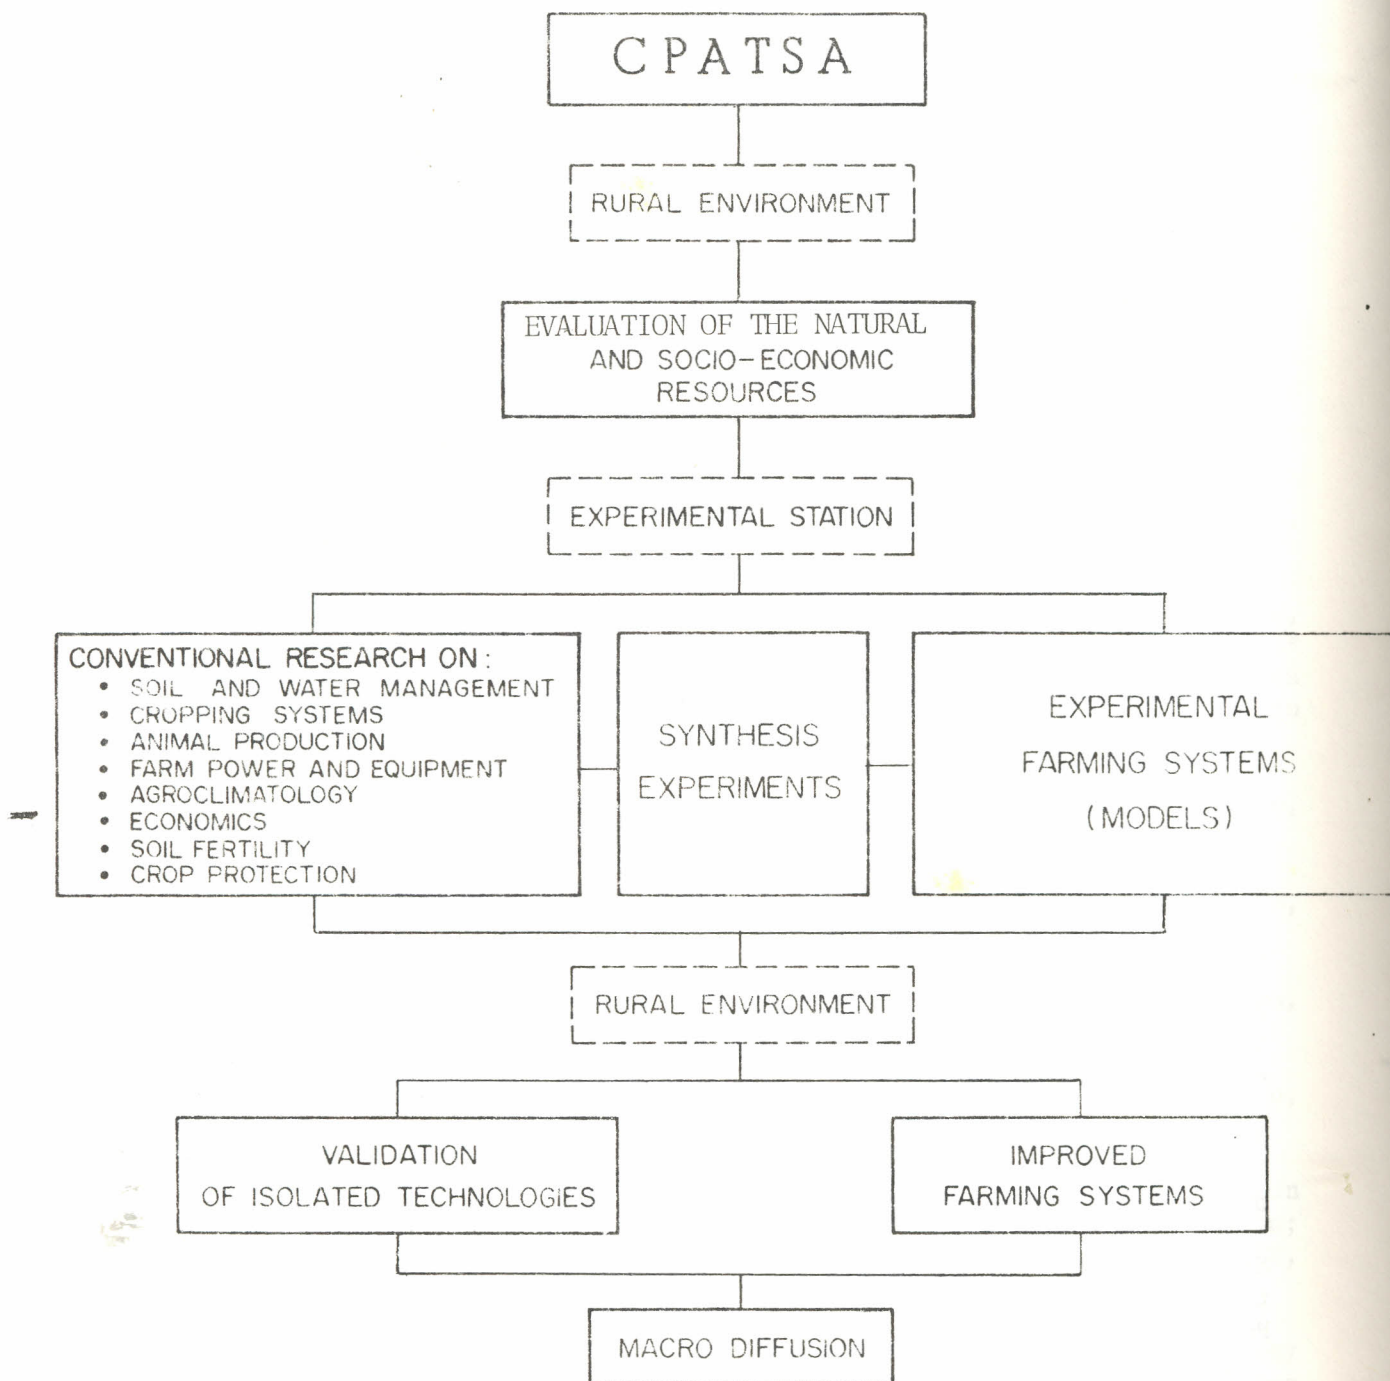 CPATSA
RURAL ENVIRONMENT
EVALUATION OF THE NATURAL
AND SOCIO-ECONOMIC
RESOURCES
EXPERIMENTAL STATION
CONVENTIONAL RESEARCH ON:
• SOIL AND WATER MANAGEMENT
• CROPPING SYSTEMS
• ANIMAL PRODUCTION
• FARM POWER AND EQUIPMENT
• AGROCLIMATOLOGY
• ECONOMICS
• SOIL FERTILITY
• CROP PROTECTION
SYNTHESIS
EXPERIMENTS
EXPERIMENTAL
FARMING SYSTEMS
(MODELS)
RURAL ENVIRONMENT
VALIDATION
OF ISOLATED TECHNOLOGIES
IMPROVED
FARMING SYSTEMS
MACRO DIFFUSION